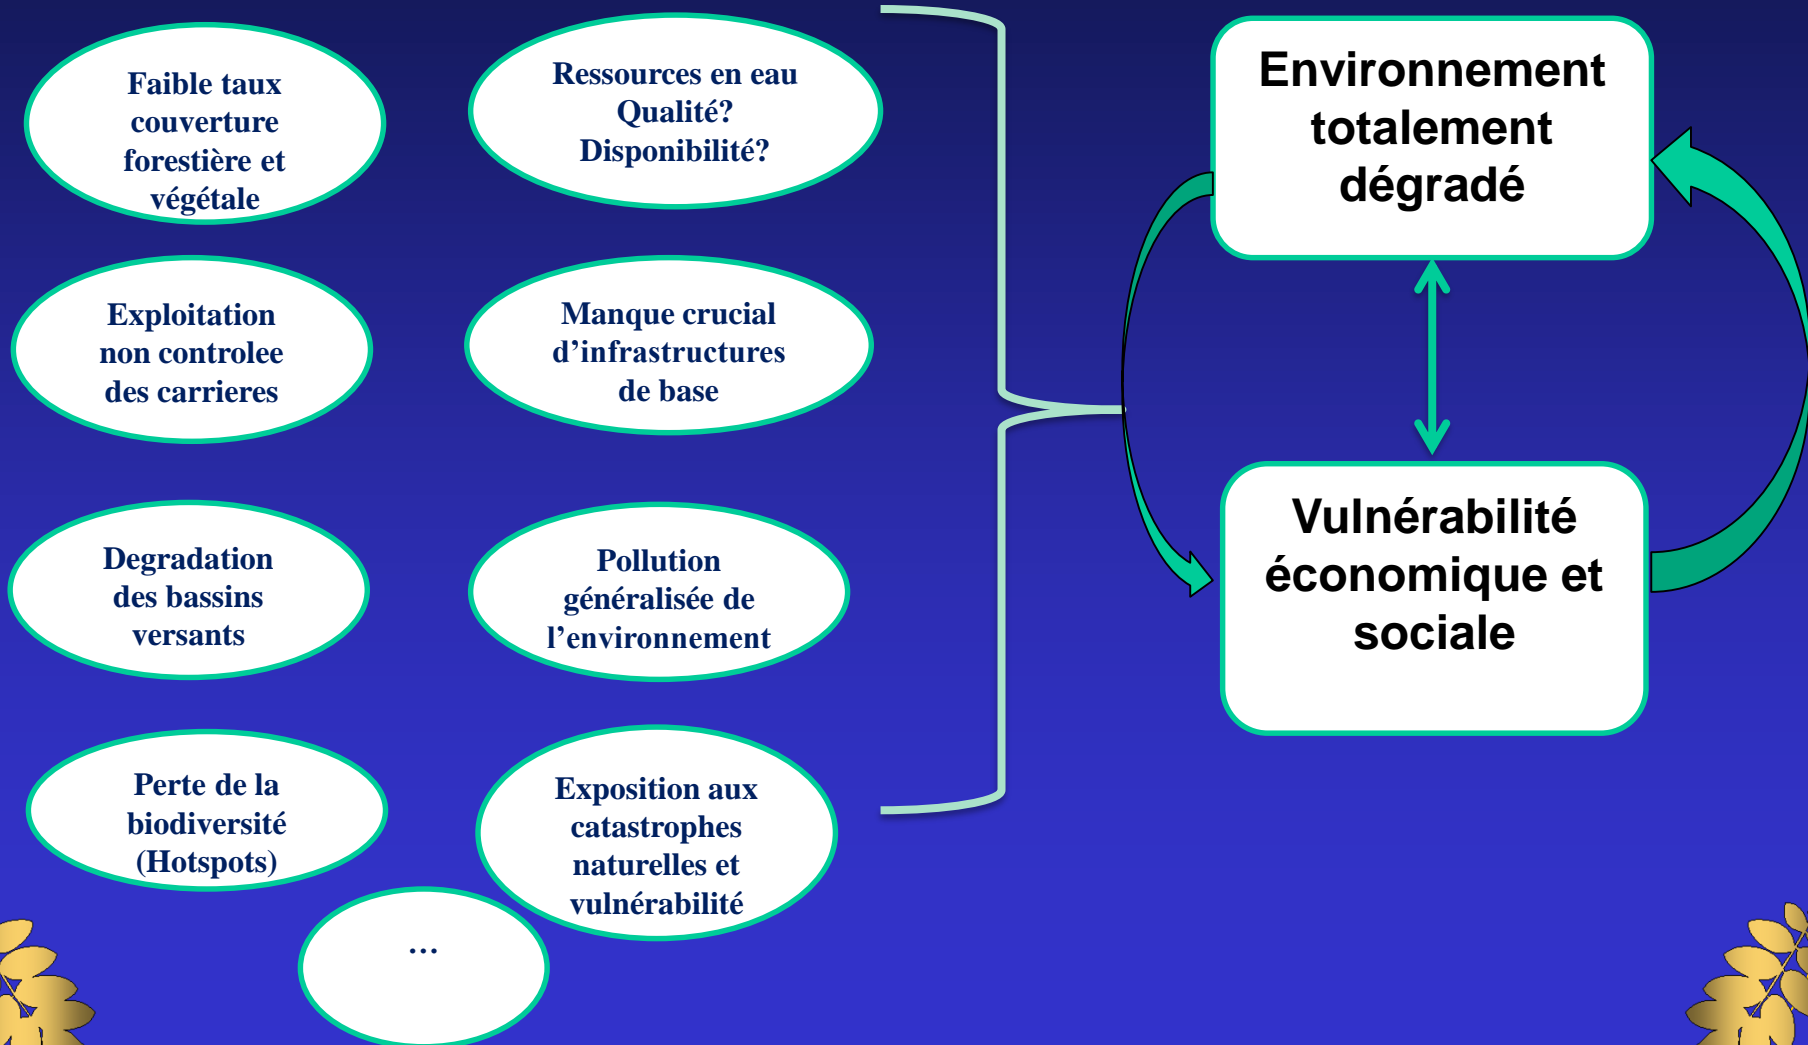 Faible taux
couverture
forestière et
végétale
Ressources en eau
Qualité?
Disponibilité?
Exploitation
non controlee
des carrieres
Manque crucial
d’infrastructures
de base
Degradation
des bassins
versants
Pollution
généralisée de
l’environnement
Perte de la
biodiversité
(Hotspots)
Exposition aux
catastrophes
naturelles et
vulnérabilité
…
Environnement
totalement
dégradé
Vulnérabilité
économique et
sociale